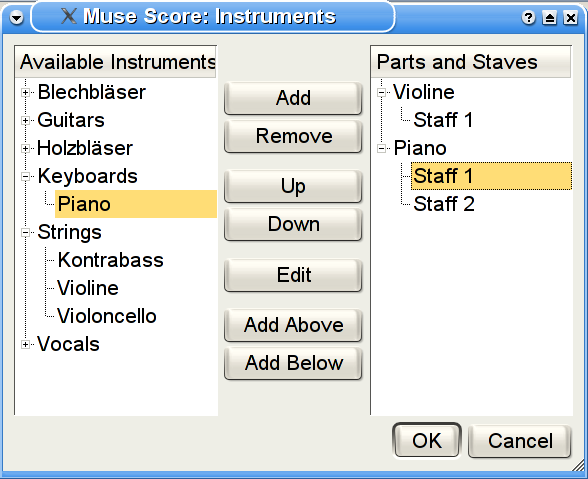 Muse Score: Instruments
Available Instruments
Blechbläser
Guitars
Holzbläser
Keyboards
Piano
Strings
Kontrabass
Violine
Violoncello
Vocals
Add
Remove
Up
Down
Edit
Add Above
Add Below
Parts and Staves
Violine
Staff 1
Piano
Staff 1
Staff 2
OK
Cancel